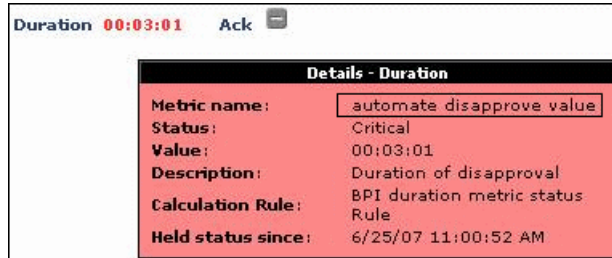 Duration 00:03:01 Ack
Details - Duration
Metric name: automate disapprove value
Status: Critical
Value: 00:03:01
Description: Duration of disapproval
Calculation Rule: BPI duration metric status
Rule
Held status since: 6/25/07 11:00:52 AM